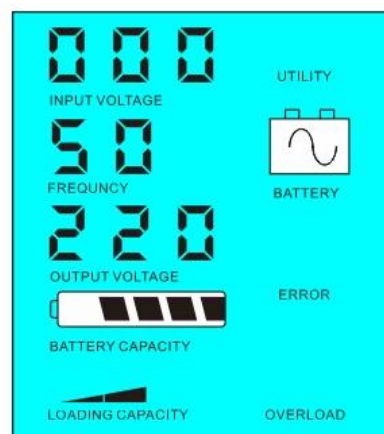 000
UTILITY
INPUT VOLTAGE
50
FREQUNCY
BATTERY
220
OUTPUT VOLTAGE
ERROR
BATTERY CAPACITY
LOADING CAPACITY
OVERLOAD